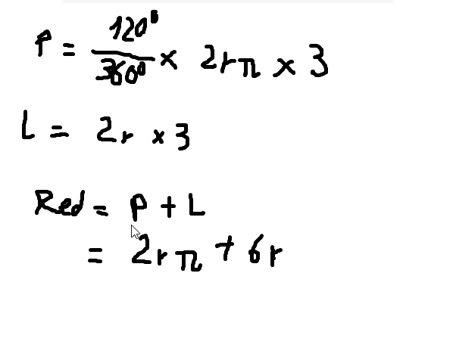 P = 120°/360° × 2rπ × 3
L = 2r × 3
Red = P + L
= 2rπ + 6r